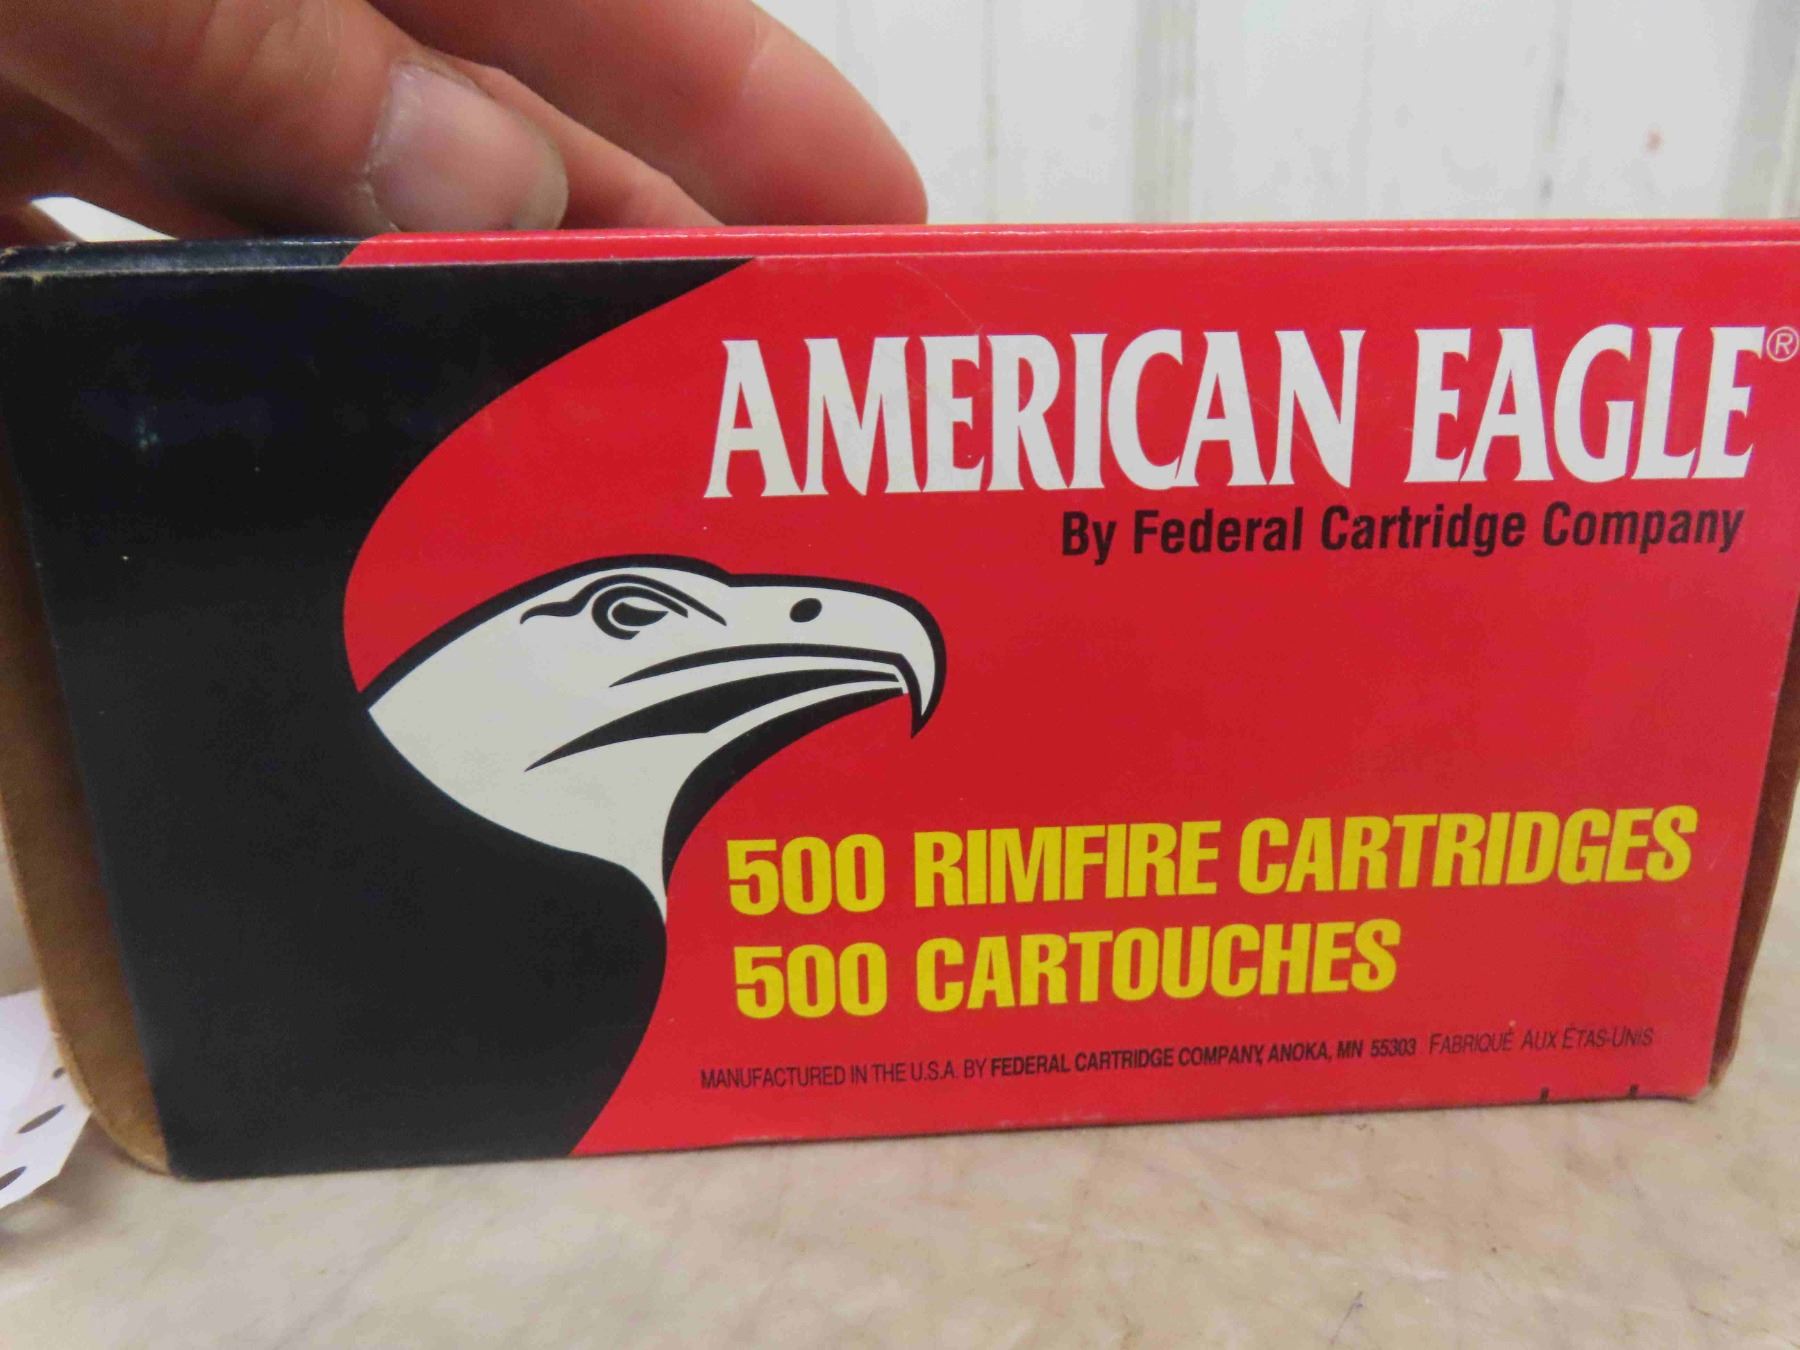 AMERICAN EAGLE®
By Federal Cartridge Company
500 RIMFIRE CARTRIDGES
500 CARTOUCHES
MANUFACTURED IN THE U.S.A. BY FEDERAL CARTRIDGE COMPANY, ANOKA, MN 55303 FABRIQUÉ AUX ÉTAS-UNIS